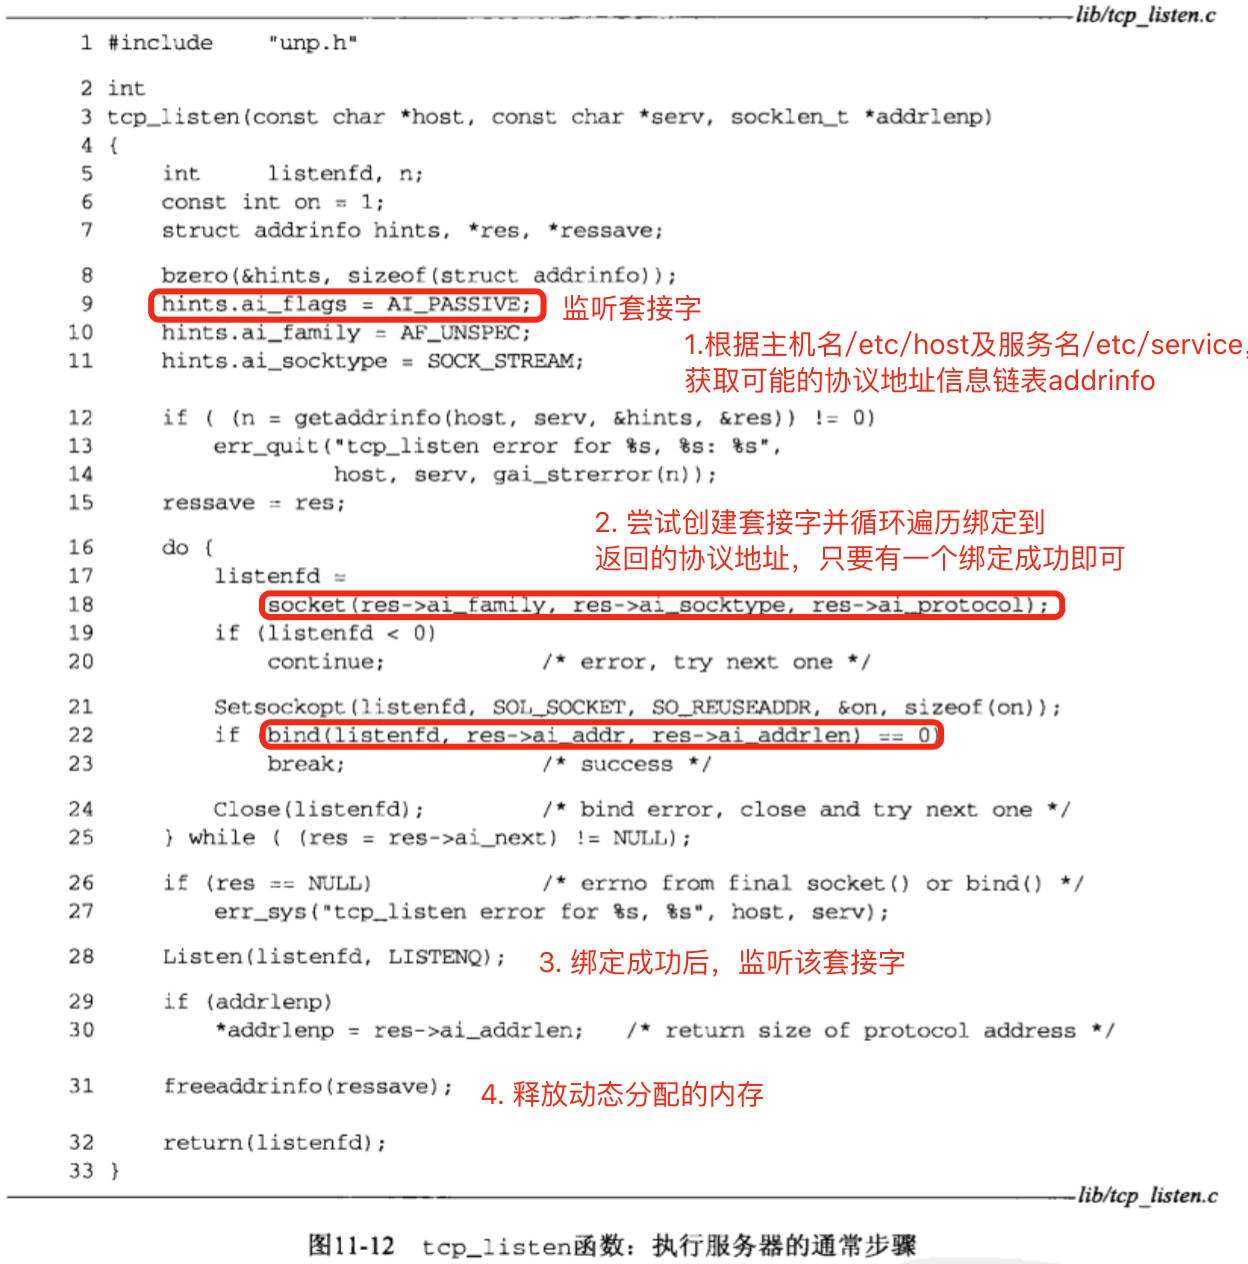 lib/tcp_listen.c
1 #include    "unp.h"
2 int
3 tcp_listen(const char *host, const char *serv, socklen_t *addrlenp)
4 {
5     int     listenfd, n;
6     const int on = 1;
7     struct addrinfo hints, *res, *ressave;
8     bzero(&hints, sizeof(struct addrinfo));
9     hints.ai_flags = AI_PASSIVE; 监听套接字
10     hints.ai_family = AF_UNSPEC;
1.根据主机名/etc/host及服务名/etc/service,
11     hints.ai_socktype = SOCK_STREAM;
获取可能的协议地址信息链表addrinfo
12     if ( (n = getaddrinfo(host, serv, &hints, &res)) != 0)
13         err_quit("tcp_listen error for %s, %s: %s",
14                  host, serv, gai_strerror(n));
15     ressave = res;
2. 尝试创建套接字并循环遍历绑定到
16     do {
返回的协议地址，只要有一个绑定成功即可
17         listenfd =
18             socket(res->ai_family, res->ai_socktype, res->ai_protocol);
19         if (listenfd < 0)
20             continue;            /* error, try next one */
21         Setsockopt(listenfd, SOL_SOCKET, SO_REUSEADDR, &on, sizeof(on));
22         if (bind(listenfd, res->ai_addr, res->ai_addrlen) == 0)
23             break;               /* success */
24         Close(listenfd);         /* bind error, close and try next one */
25     } while ( (res = res->ai_next) != NULL);
26     if (res == NULL)             /* errno from final socket() or bind() */
27         err_sys("tcp_listen error for %s, %s", host, serv);
28     Listen(listenfd, LISTENQ); 3. 绑定成功后，监听该套接字
29     if (addrlenp)
30         *addrlenp = res->ai_addrlen;   /* return size of protocol address */
31     freeaddrinfo(ressave); 4. 释放动态分配的内存
32     return(listenfd);
33 }
lib/tcp_listen.c
图11-12 tcp_listen函数：执行服务器的通常步骤